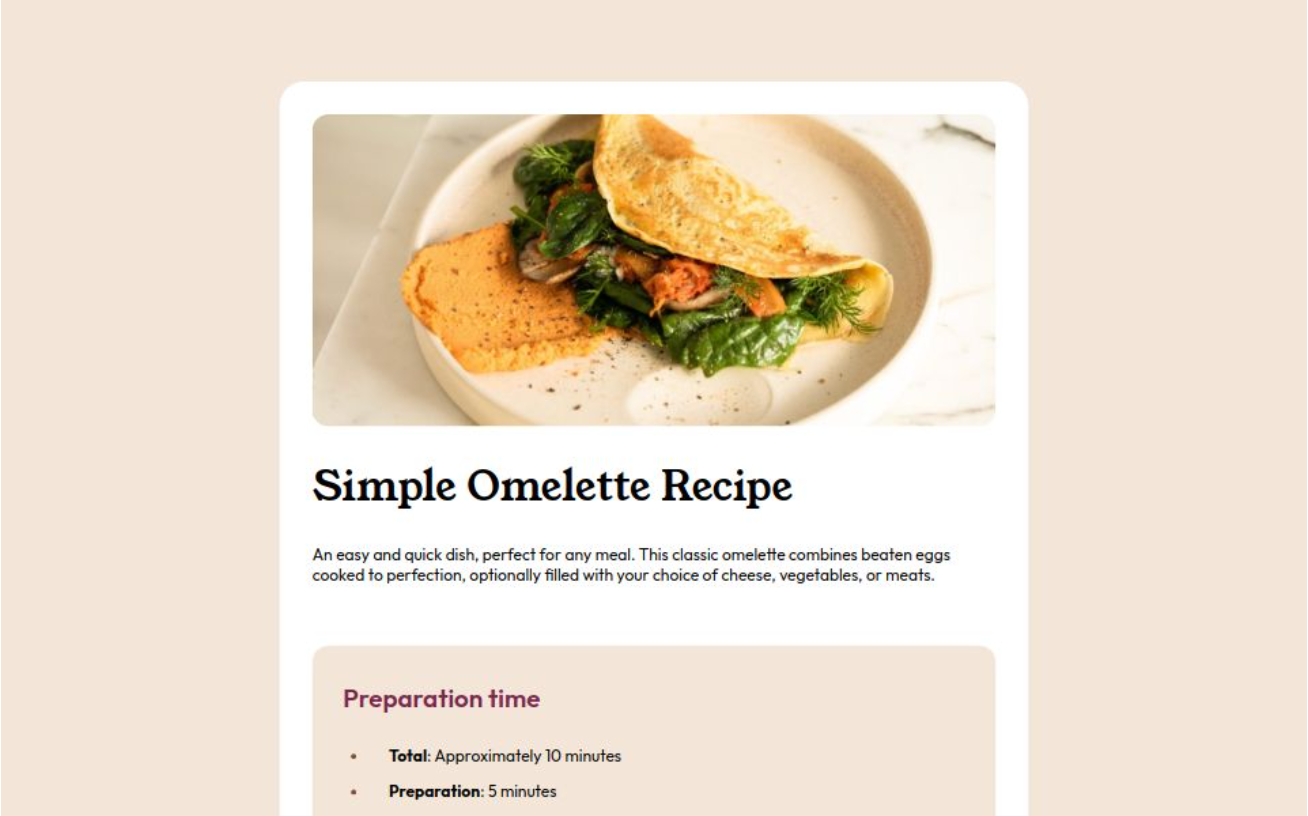 Simple Omelette Recipe
An easy and quick dish, perfect for any meal. This classic omelette combines beaten eggs
cooked to perfection, optionally filled with your choice of cheese, vegetables, or meats.
Preparation time
• Total: Approximately 10 minutes
• Preparation: 5 minutes